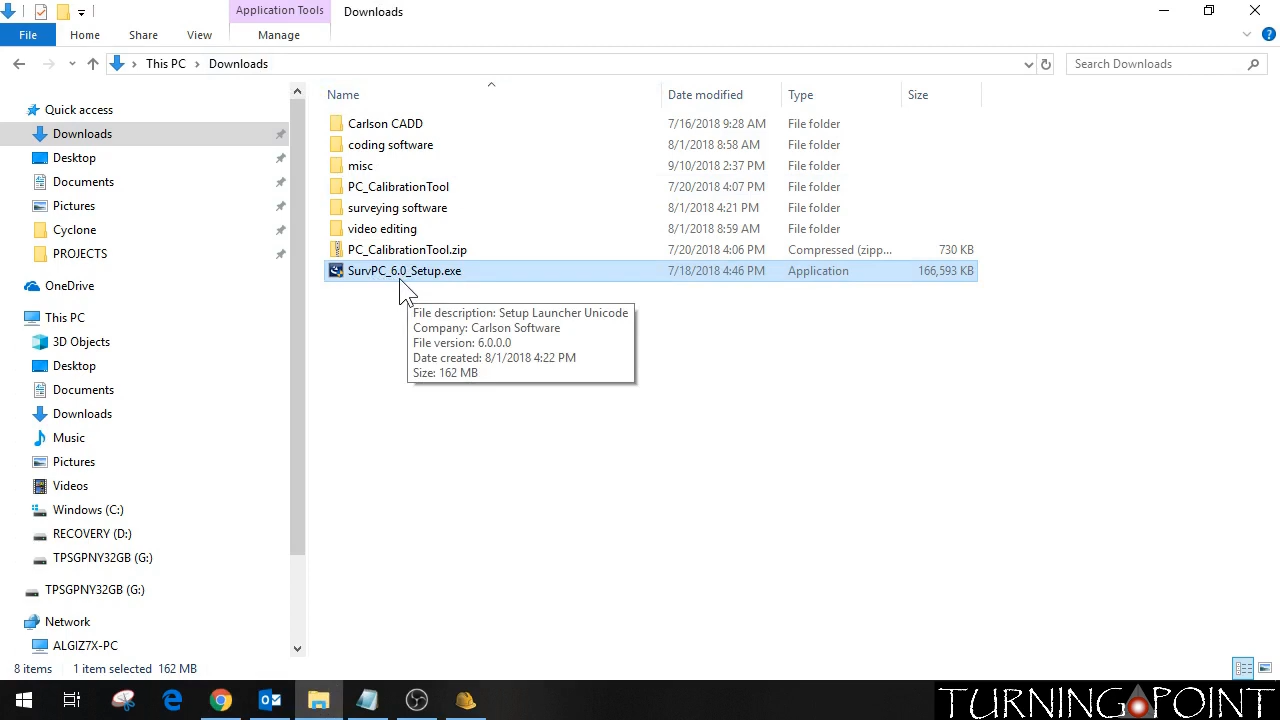 Application Tools
Downloads
File
Home
Share
View
Manage
This PC
Downloads
Search Downloads
Name
Date modified
Type
Size
Quick access
Downloads
Desktop
Documents
Pictures
Cyclone
PROJECTS
OneDrive
This PC
3D Objects
Desktop
Documents
Downloads
Music
Pictures
Videos
Windows (C:)
RECOVERY (D:)
TPSGPNY32GB (G:)
TPSGPNY32GB (G:)
Network
ALGIZ7X-PC
Carlson CADD 7/16/2018 9:28 AM File folder
coding software 8/1/2018 8:58 AM File folder
misc 9/10/2018 2:37 PM File folder
PC_CalibrationTool 7/20/2018 4:07 PM File folder
surveying software 8/1/2018 4:21 PM File folder
video editing 8/1/2018 8:59 AM File folder
PC_CalibrationTool.zip 7/20/2018 4:06 PM Compressed (zipp... 730 KB
SurvPC_6.0_Setup.exe 7/18/2018 4:46 PM Application 166,593 KB
File description: Setup Launcher Unicode
Company: Carlson Software
File version: 6.0.0.0
Date created: 8/1/2018 4:22 PM
Size: 162 MB
8 items 1 item selected 162 MB
TURNING POINT